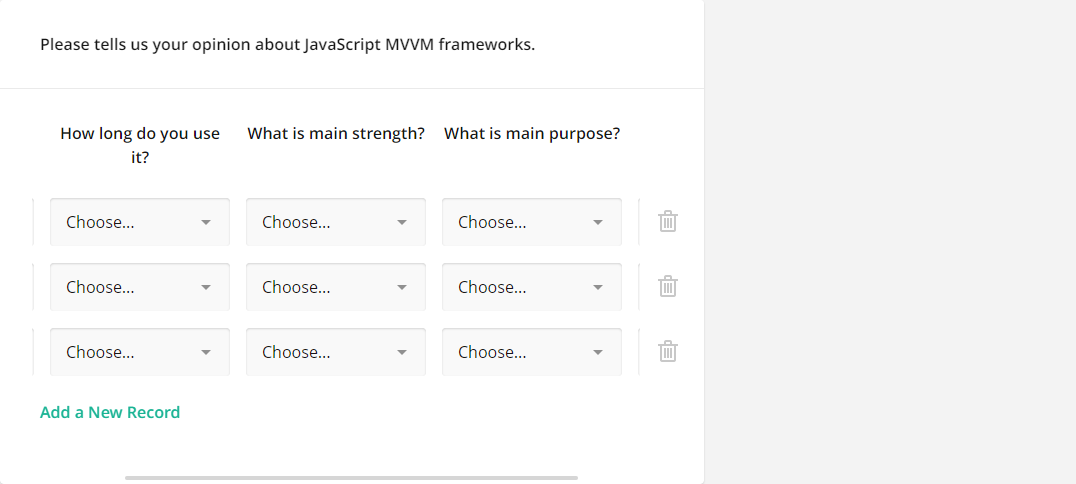 Please tells us your opinion about JavaScript MVVM frameworks.
How long do you use
it?
What is main strength?
What is main purpose?
Choose...
Choose...
Choose...
Choose...
Choose...
Choose...
Choose...
Choose...
Choose...
Add a New Record